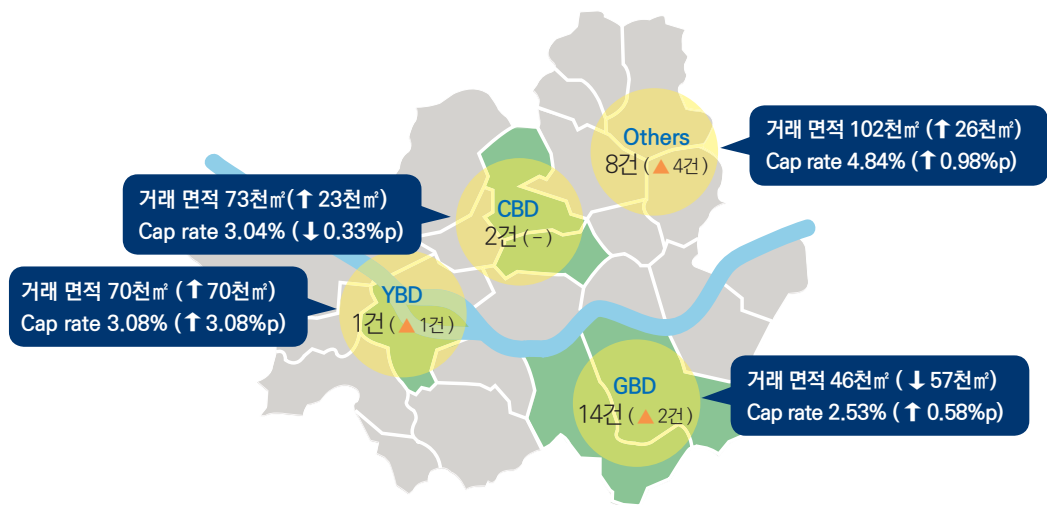 Others
8건 ( ▲ 4건)
거래 면적 102천㎡ (↑ 26천㎡)
Cap rate 4.84% (↑ 0.98%p)
거래 면적 73천㎡(↑ 23천㎡)
Cap rate 3.04% (↓ 0.33%p)
CBD
2건 ( − )
거래 면적 70천㎡ (↑ 70천㎡)
Cap rate 3.08% (↑ 3.08%p)
YBD
1건 ( ▲ 1건)
GBD
14건 ( ▲ 2건)
거래 면적 46천㎡ (↓ 57천㎡)
Cap rate 2.53% (↑ 0.58%p)